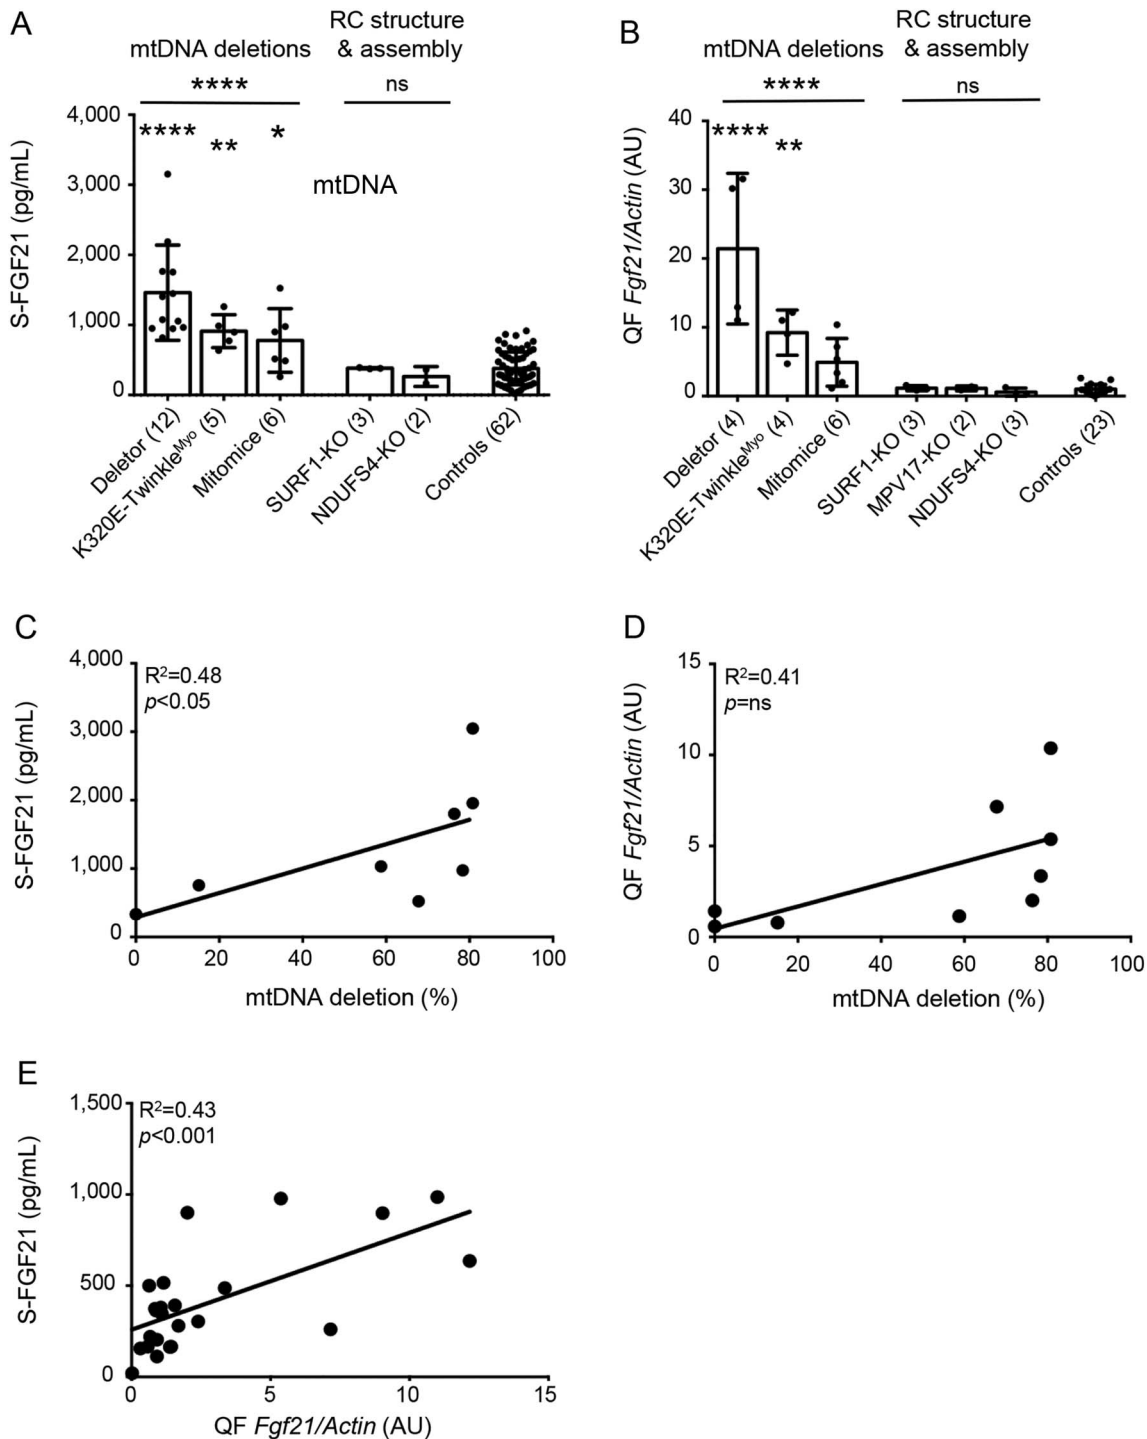 A
mtDNA deletions
RC structure
& assembly
****
ns
S-FGF21 (pg/mL)
4,000
3,000
2,000
1,000
0
****
**
*
mtDNA
Deletor (12)
K320E-Twinkle^Myo (5)
Mitomice (6)
SURF1-KO (3)
NDUFS4-KO (2)
Controls (62)
B
mtDNA deletions
RC structure
& assembly
****
ns
QF Fgf21/Actin (AU)
40
30
20
10
0
****
**
Deletor (4)
K320E-Twinkle^Myo (4)
Mitomice (6)
SURF1-KO (3)
MPV17-KO (2)
NDUFS4-KO (3)
Controls (23)
C
R²=0.48
p<0.05
S-FGF21 (pg/mL)
4,000
3,000
2,000
1,000
0
0 20 40 60 80 100
mtDNA deletion (%)
D
R²=0.41
p=ns
QF Fgf21/Actin (AU)
15
10
5
0
0 20 40 60 80 100
mtDNA deletion (%)
E
R²=0.43
p<0.001
S-FGF21 (pg/mL)
1,500
1,000
500
0
0 5 10 15
QF Fgf21/Actin (AU)